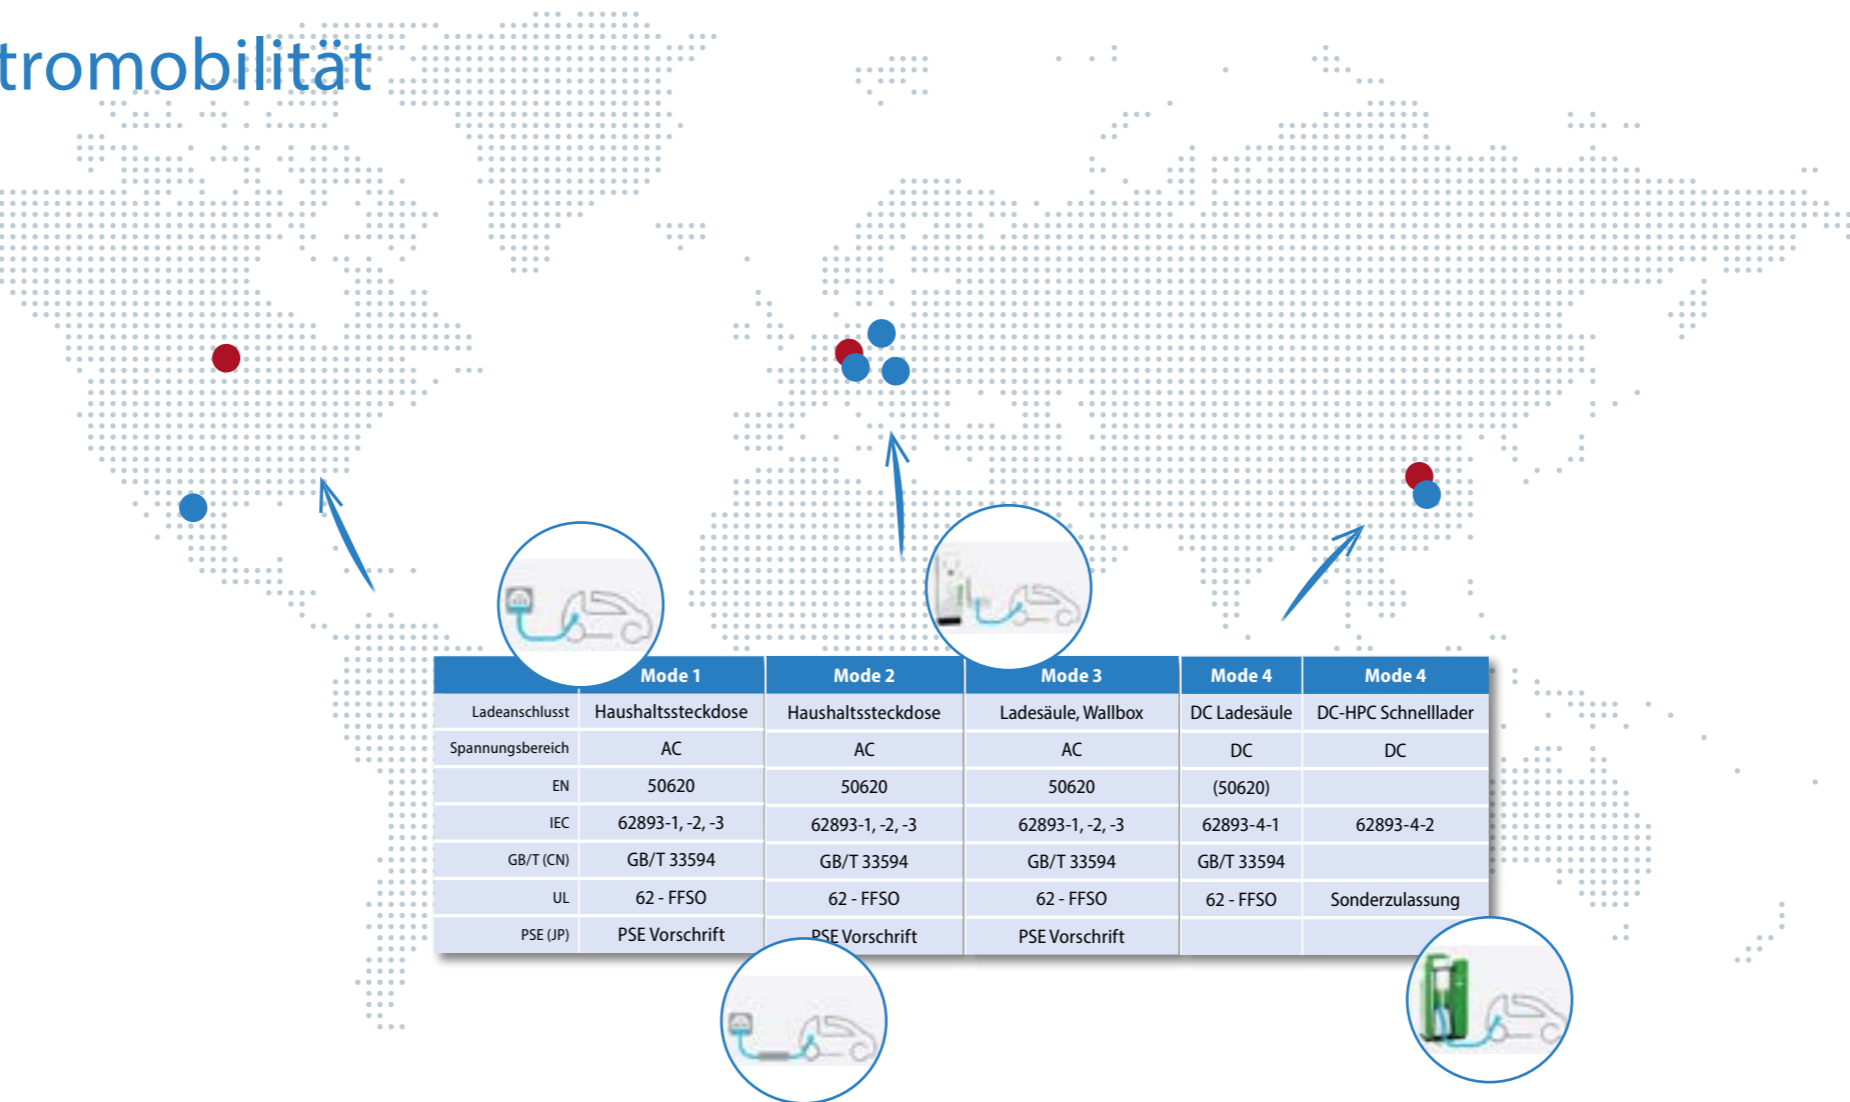 tromobilität
Mode 1 Mode 2 Mode 3 Mode 4 Mode 4
Ladeanschlusst Haushaltssteckdose Haushaltssteckdose Ladesäule, Wallbox DC Ladesäule DC-HPC Schnelllader
Spannungsbereich AC AC AC DC DC
EN 50620 50620 50620 (50620)
IEC 62893-1, -2, -3 62893-1, -2, -3 62893-1, -2, -3 62893-4-1 62893-4-2
GB/T (CN) GB/T 33594 GB/T 33594 GB/T 33594 GB/T 33594
UL 62 - FFSO 62 - FFSO 62 - FFSO 62 - FFSO Sonderzulassung
PSE (JP) PSE Vorschrift PSE Vorschrift PSE Vorschrift